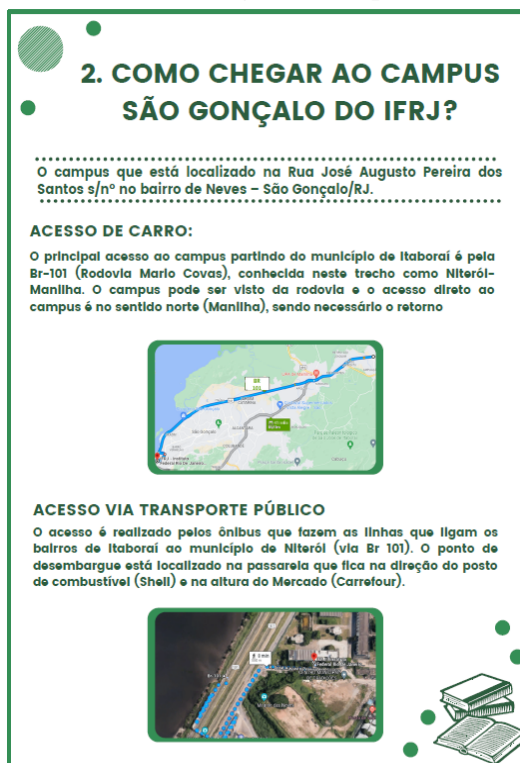 2. COMO CHEGAR AO CAMPUS
SÃO GONÇALO DO IFRJ?
O campus que está localizado na Rua José Augusto Pereira dos
Santos s/nº no bairro de Neves – São Gonçalo/RJ.
ACESSO DE CARRO:
O principal acesso ao campus partindo do município de Itaboraí é pela
Br-101 (Rodovia Mario Covas), conhecida neste trecho como Niterói-
Manilha. O campus pode ser visto da rodovia e o acesso direto ao
campus é no sentido norte (Manilha), sendo necessário o retorno
BR
101
ACESSO VIA TRANSPORTE PÚBLICO
O acesso é realizado pelos ônibus que fazem as linhas que ligam os
bairros de Itaboraí ao município de Niterói (via Br 101). O ponto de
desembarque está localizado na passarela que fica na direção do posto
de combustível (Shell) e na altura do Mercado (Carrefour).